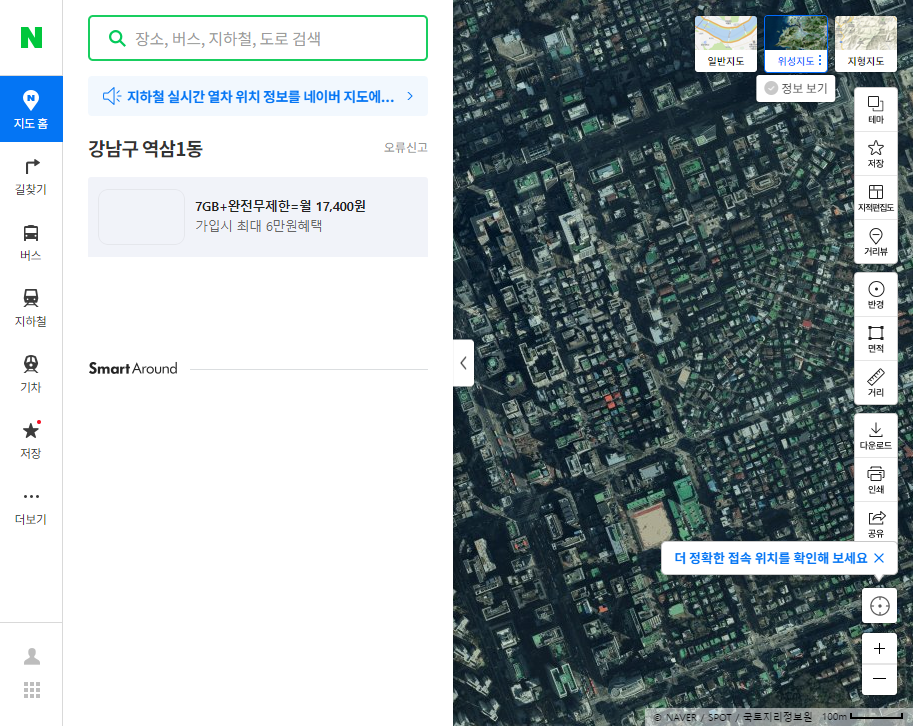 N
지도 홈
길찾기
버스
지하철
기차
저장
더보기
장소, 버스, 지하철, 도로 검색
지하철 실시간 열차 위치 정보를 네이버 지도에...
강남구 역삼1동
오류신고
7GB+완전무제한=월 17,400원
가입시 최대 6만원혜택
Smart Around
일반지도
위성지도
지형지도
정보 보기
테마
저장
지적편집도
거리뷰
반경
면적
거리
다운로드
인쇄
공유
더 정확한 접속 위치를 확인해 보세요
© NAVER / SPOT / 국토지리정보원 100m